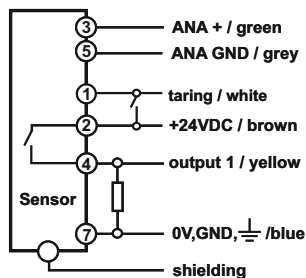 3 ANA + / green
5 ANA GND / grey
1 taring / white
2 +24VDC / brown
4 output 1 / yellow
Sensor
7 0V,GND, /blue
shielding